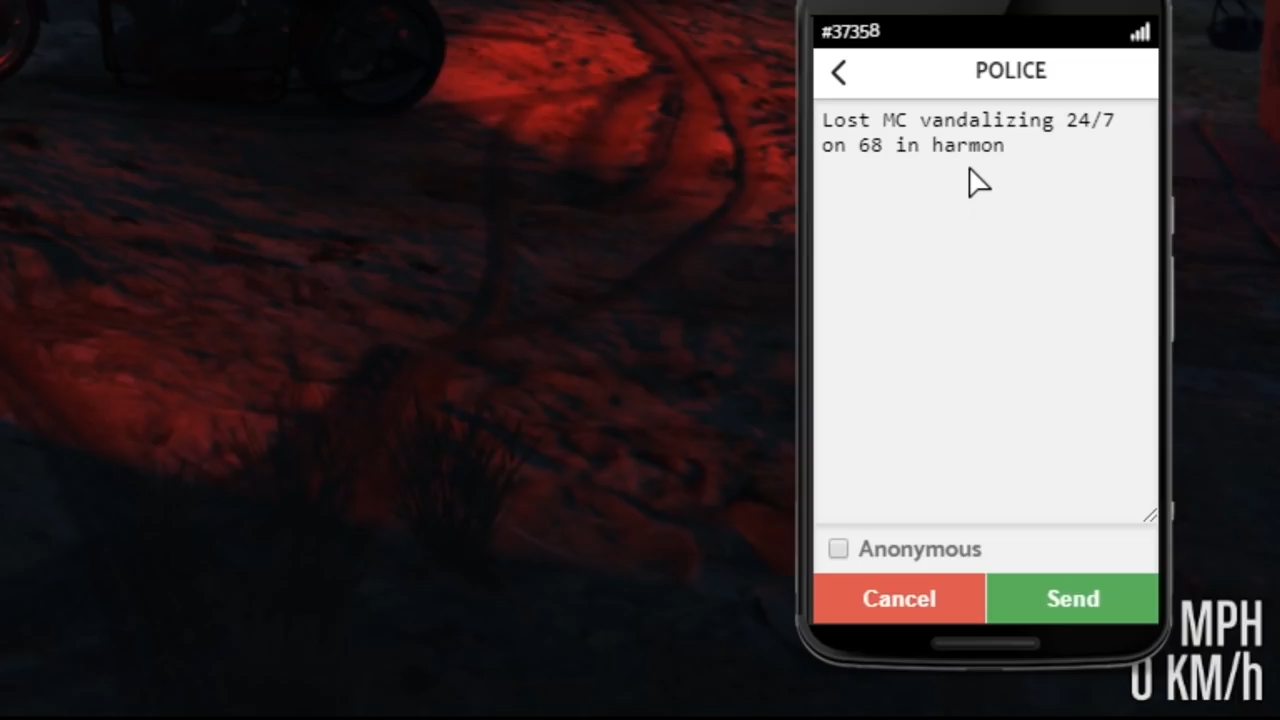 #37358
POLICE
Lost MC vandalizing 24/7
on 68 in harmon
Anonymous
Cancel
Send
MPH
0 KM/h